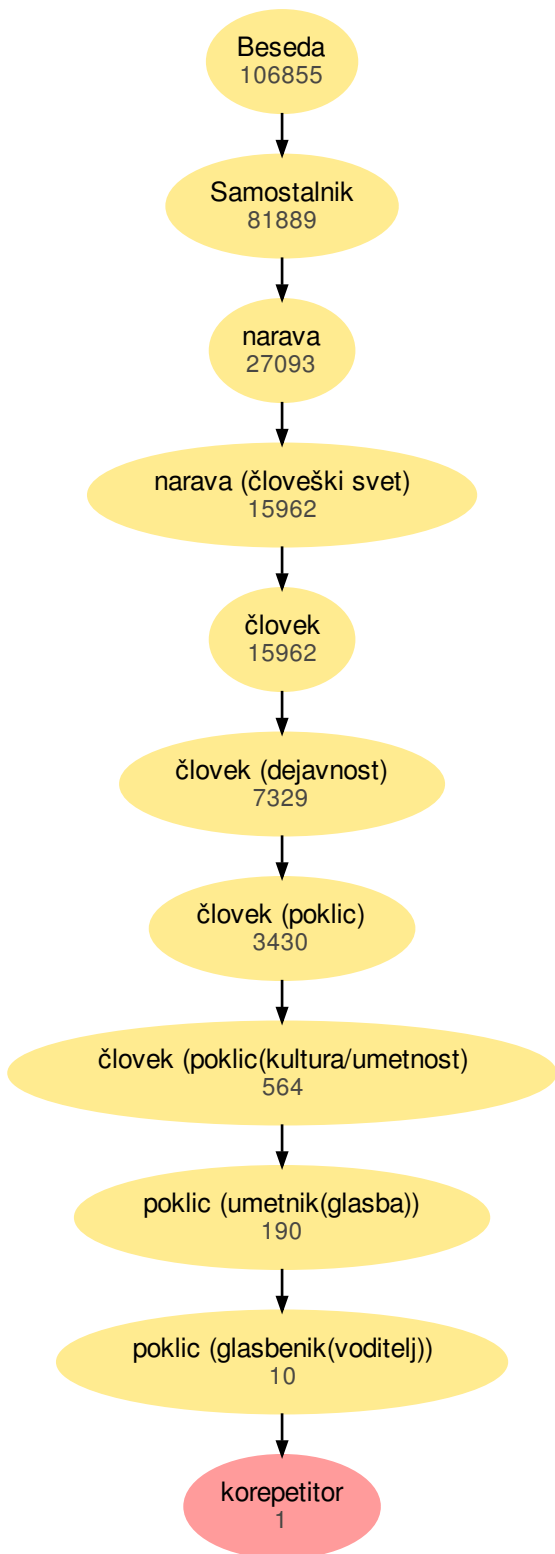 Beseda
106855
Samostalnik
81889
narava
27093
narava (človeški svet)
15962
človek
15962
človek (dejavnost)
7329
človek (poklic)
3430
človek (poklic(kultura/umetnost)
564
poklic (umetnik(glasba))
190
poklic (glasbenik(voditelj))
10
korepetitor
1